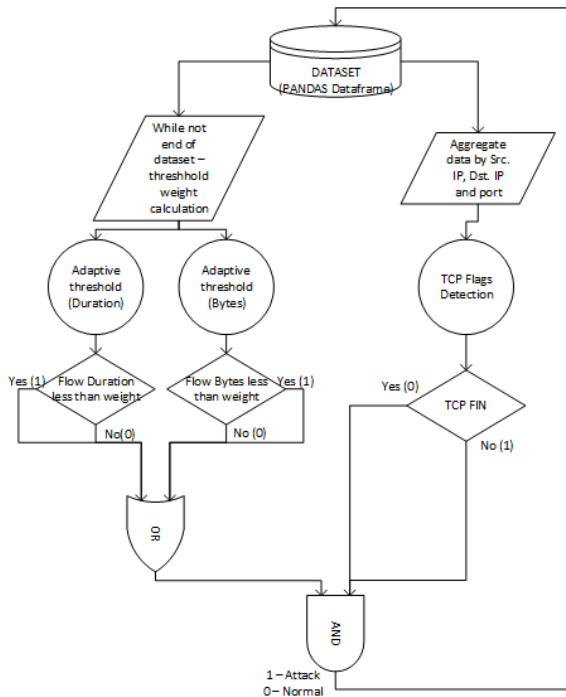 DATASET
(PANDAS Dataframe)
While not
end of
dataset –
threshhold
weight
calculation
Aggregate
data by Src.
IP, Dst. IP
and port
Adaptive
threshold
(Duration)
Adaptive
threshold
(Bytes)
TCP Flags
Detection
Yes (1)
Flow Duration
less than weight
No(0)
Flow Bytes less
than weight
Yes (1)
No (0)
Yes (0)
TCP FIN
No (1)
OR
AND
1 – Attack
0 – Normal